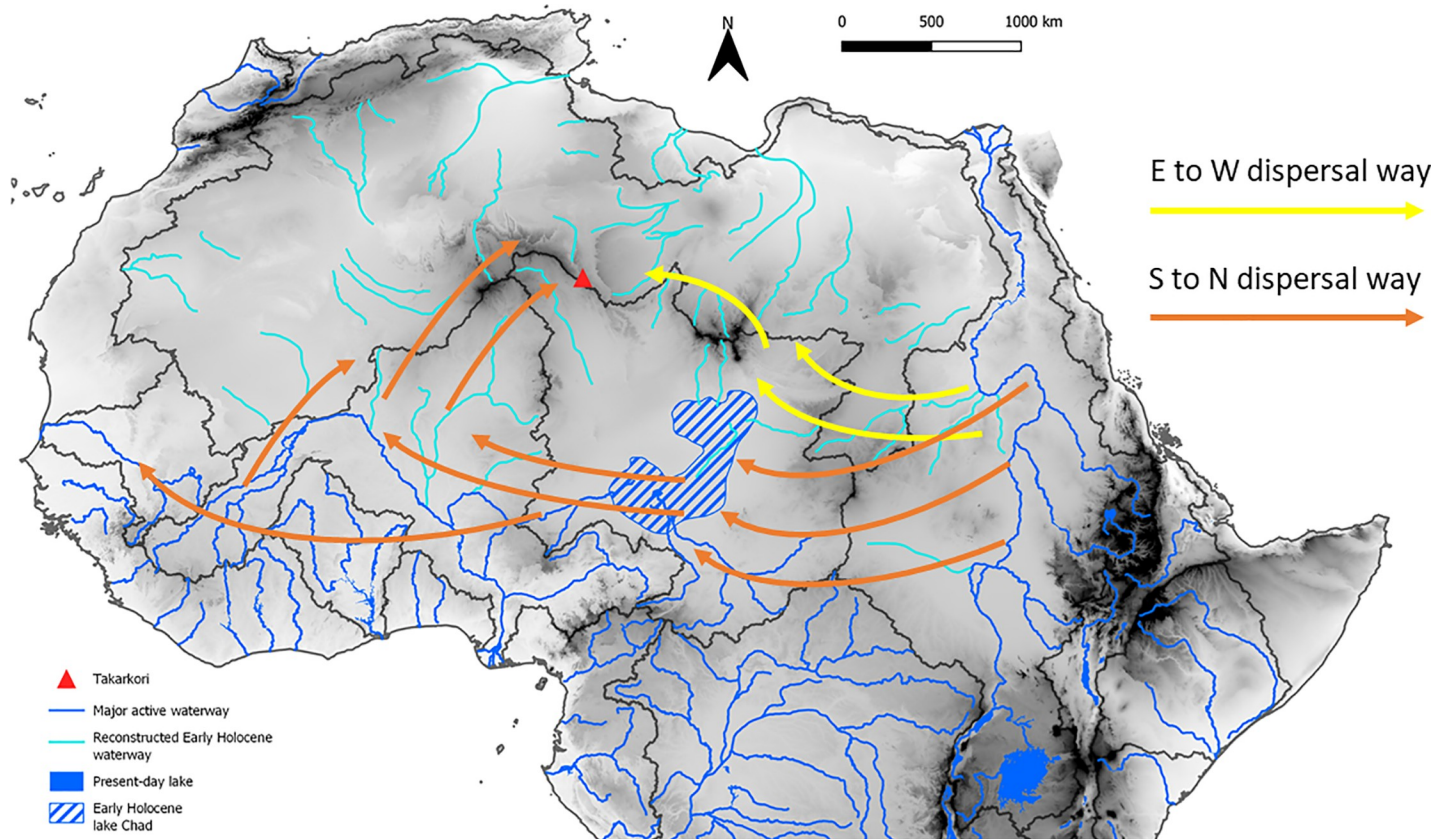 N
0 500 1000 km
E to W dispersal way
S to N dispersal way
Takarkori
Major active waterway
Reconstructed Early Holocene
waterway
Present-day lake
Early Holocene
lake Chad